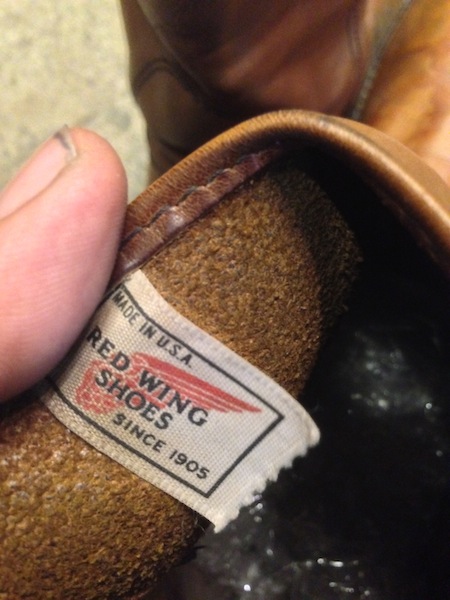 MADE IN U.S.A.
RED WING
SHOES
SINCE 1905